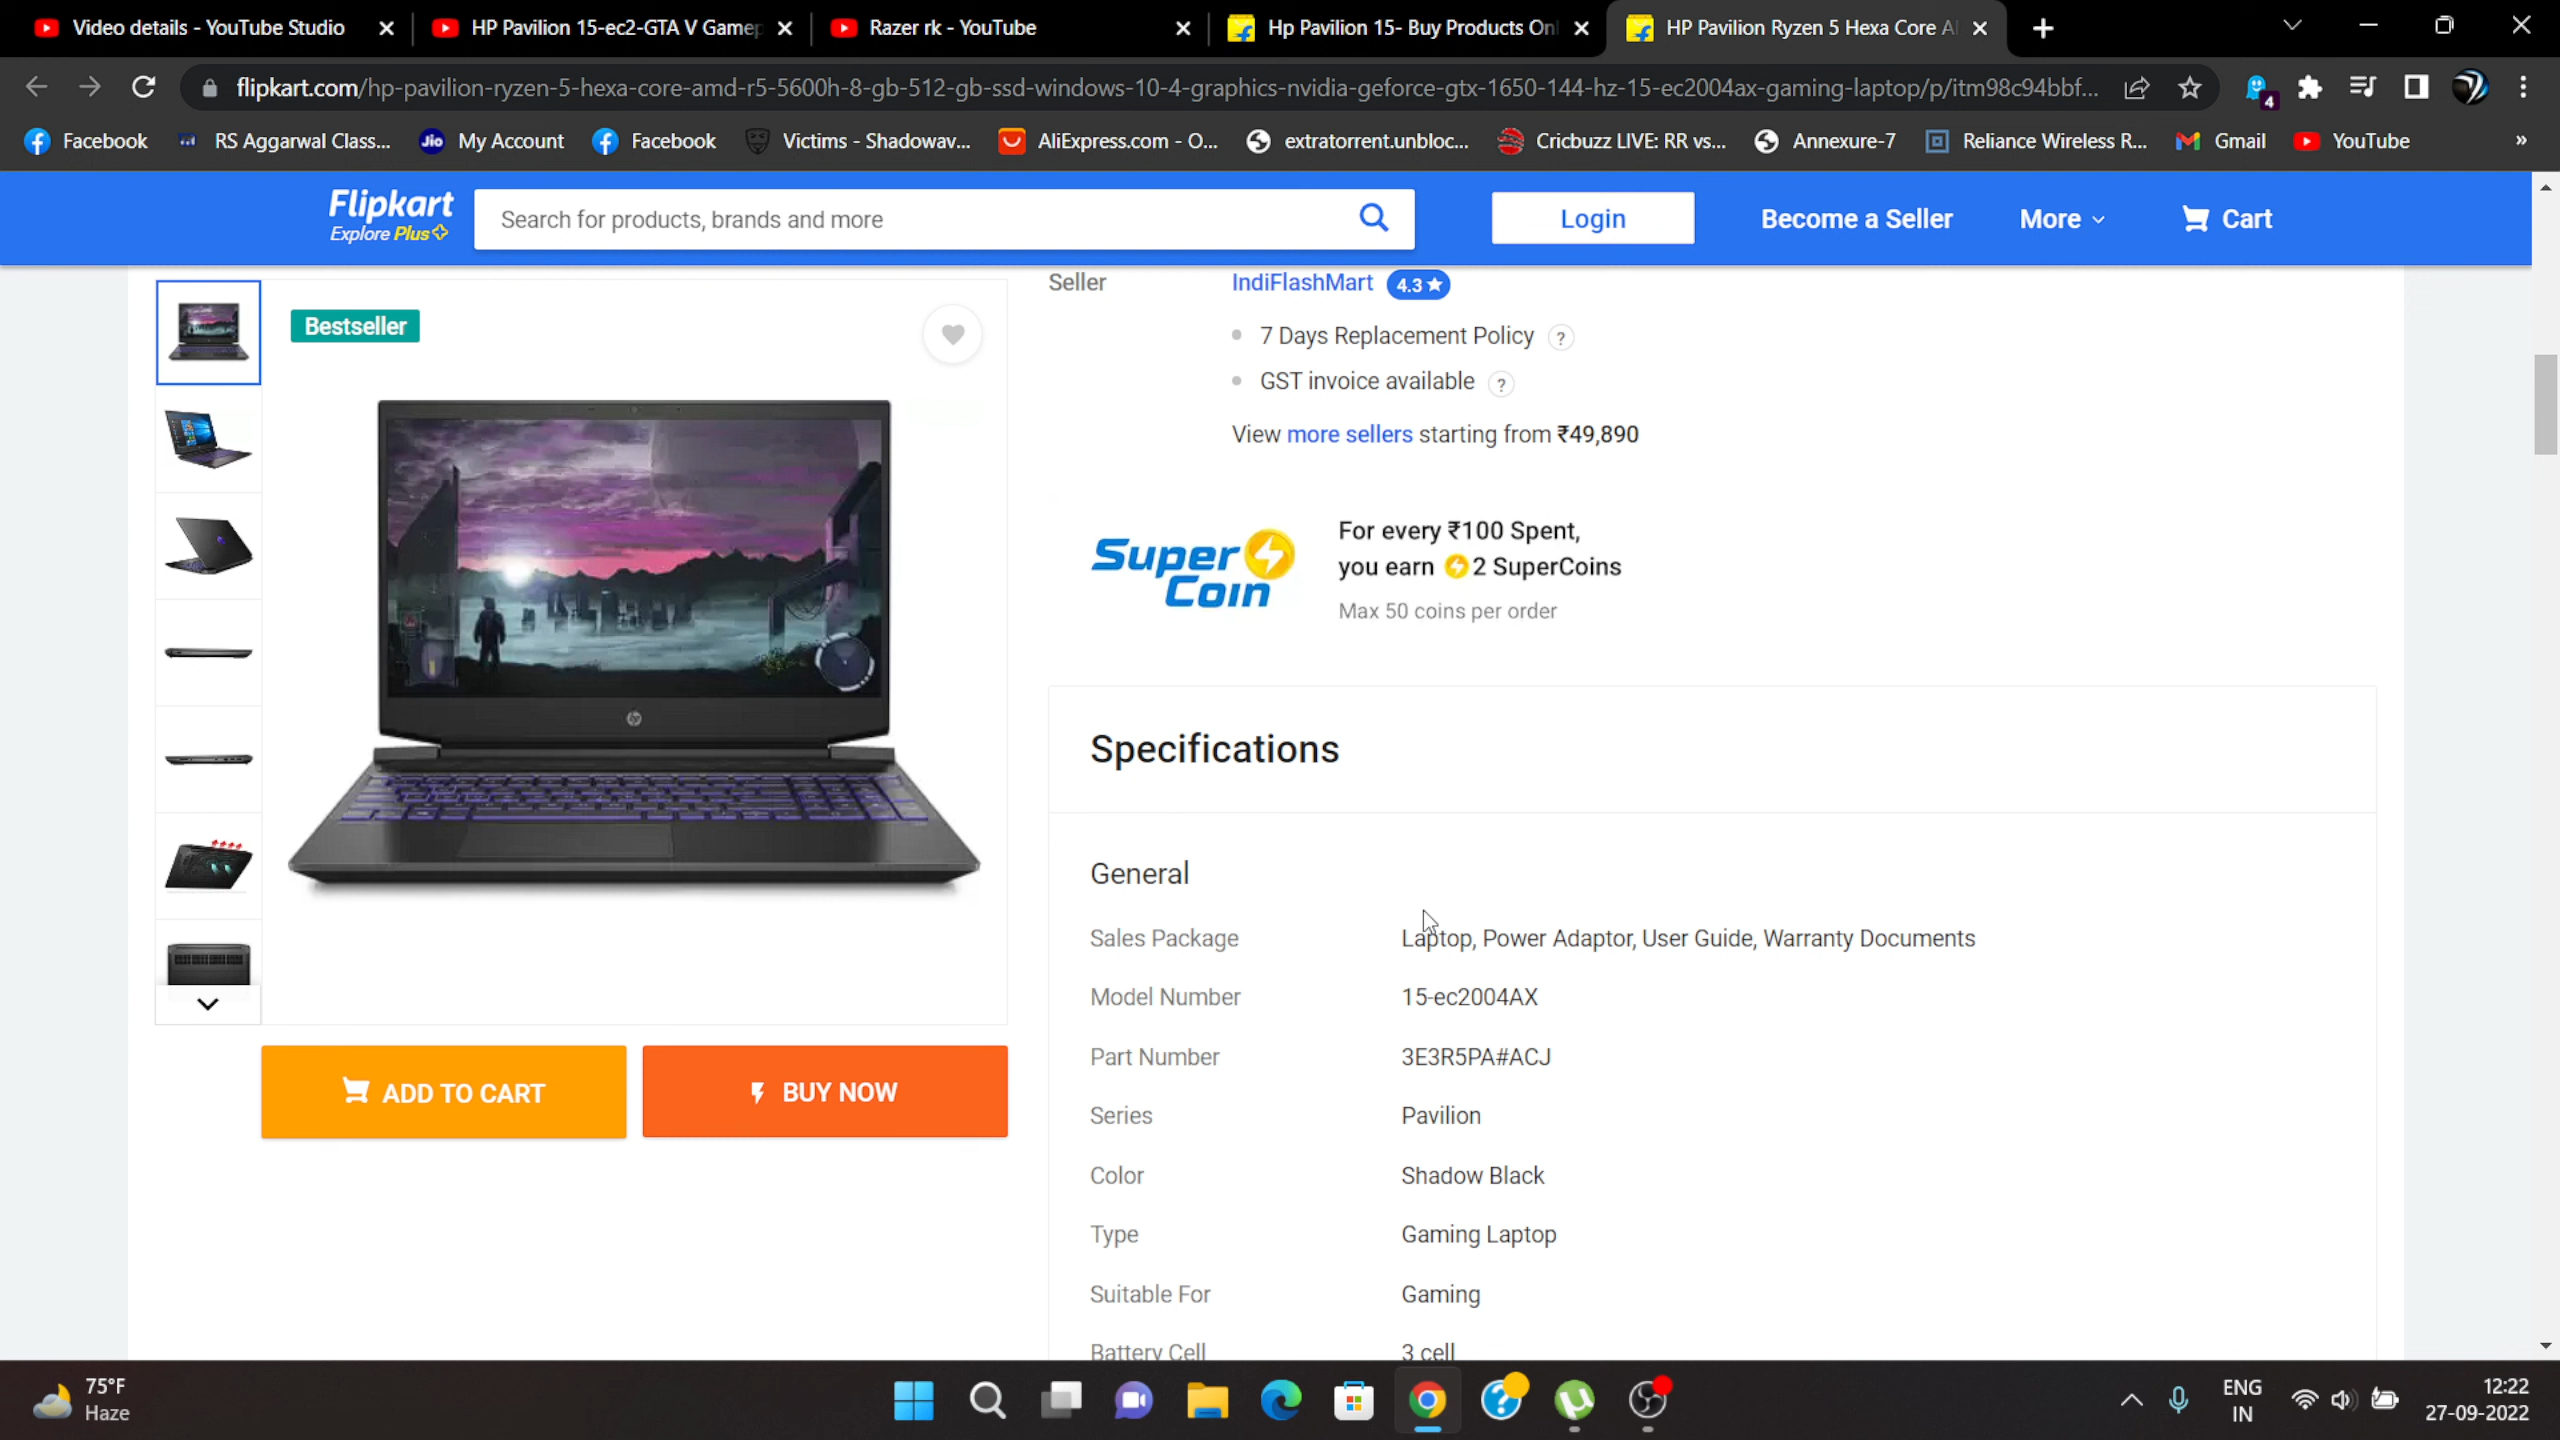 Video details - YouTube Studio
HP Pavilion 15-ec2-GTA V Gamep
Razer rk - YouTube
Hp Pavilion 15- Buy Products Onl
HP Pavilion Ryzen 5 Hexa Core A
flipkart.com/hp-pavilion-ryzen-5-hexa-core-amd-r5-5600h-8-gb-512-gb-ssd-windows-10-4-graphics-nvidia-geforce-gtx-1650-144-hz-15-ec2004ax-gaming-laptop/p/itm98c94bbf...
4
Facebook
RS Aggarwal Class...
Jio
My Account
Facebook
Victims - Shadowav...
AliExpress.com - O...
extratorrent.unbloc...
Cricbuzz LIVE: RR vs...
Annexure-7
Reliance Wireless R...
Gmail
YouTube
»
Flipkart
Explore Plus
Search for products, brands and more
Login
Become a Seller
More
Cart
Bestseller
ADD TO CART
BUY NOW
Seller
IndiFlashMart 4.3★
7 Days Replacement Policy ?
GST invoice available ?
View more sellers starting from ₹49,890
Super Coin
For every ₹100 Spent,
you earn 2 SuperCoins
Max 50 coins per order
Specifications
General
Sales Package Laptop, Power Adaptor, User Guide, Warranty Documents
Model Number 15-ec2004AX
Part Number 3E3R5PA#ACJ
Series Pavilion
Color Shadow Black
Type Gaming Laptop
Suitable For Gaming
Battery Cell 3 cell
75°F
Haze
ENG
IN
12:22
27-09-2022